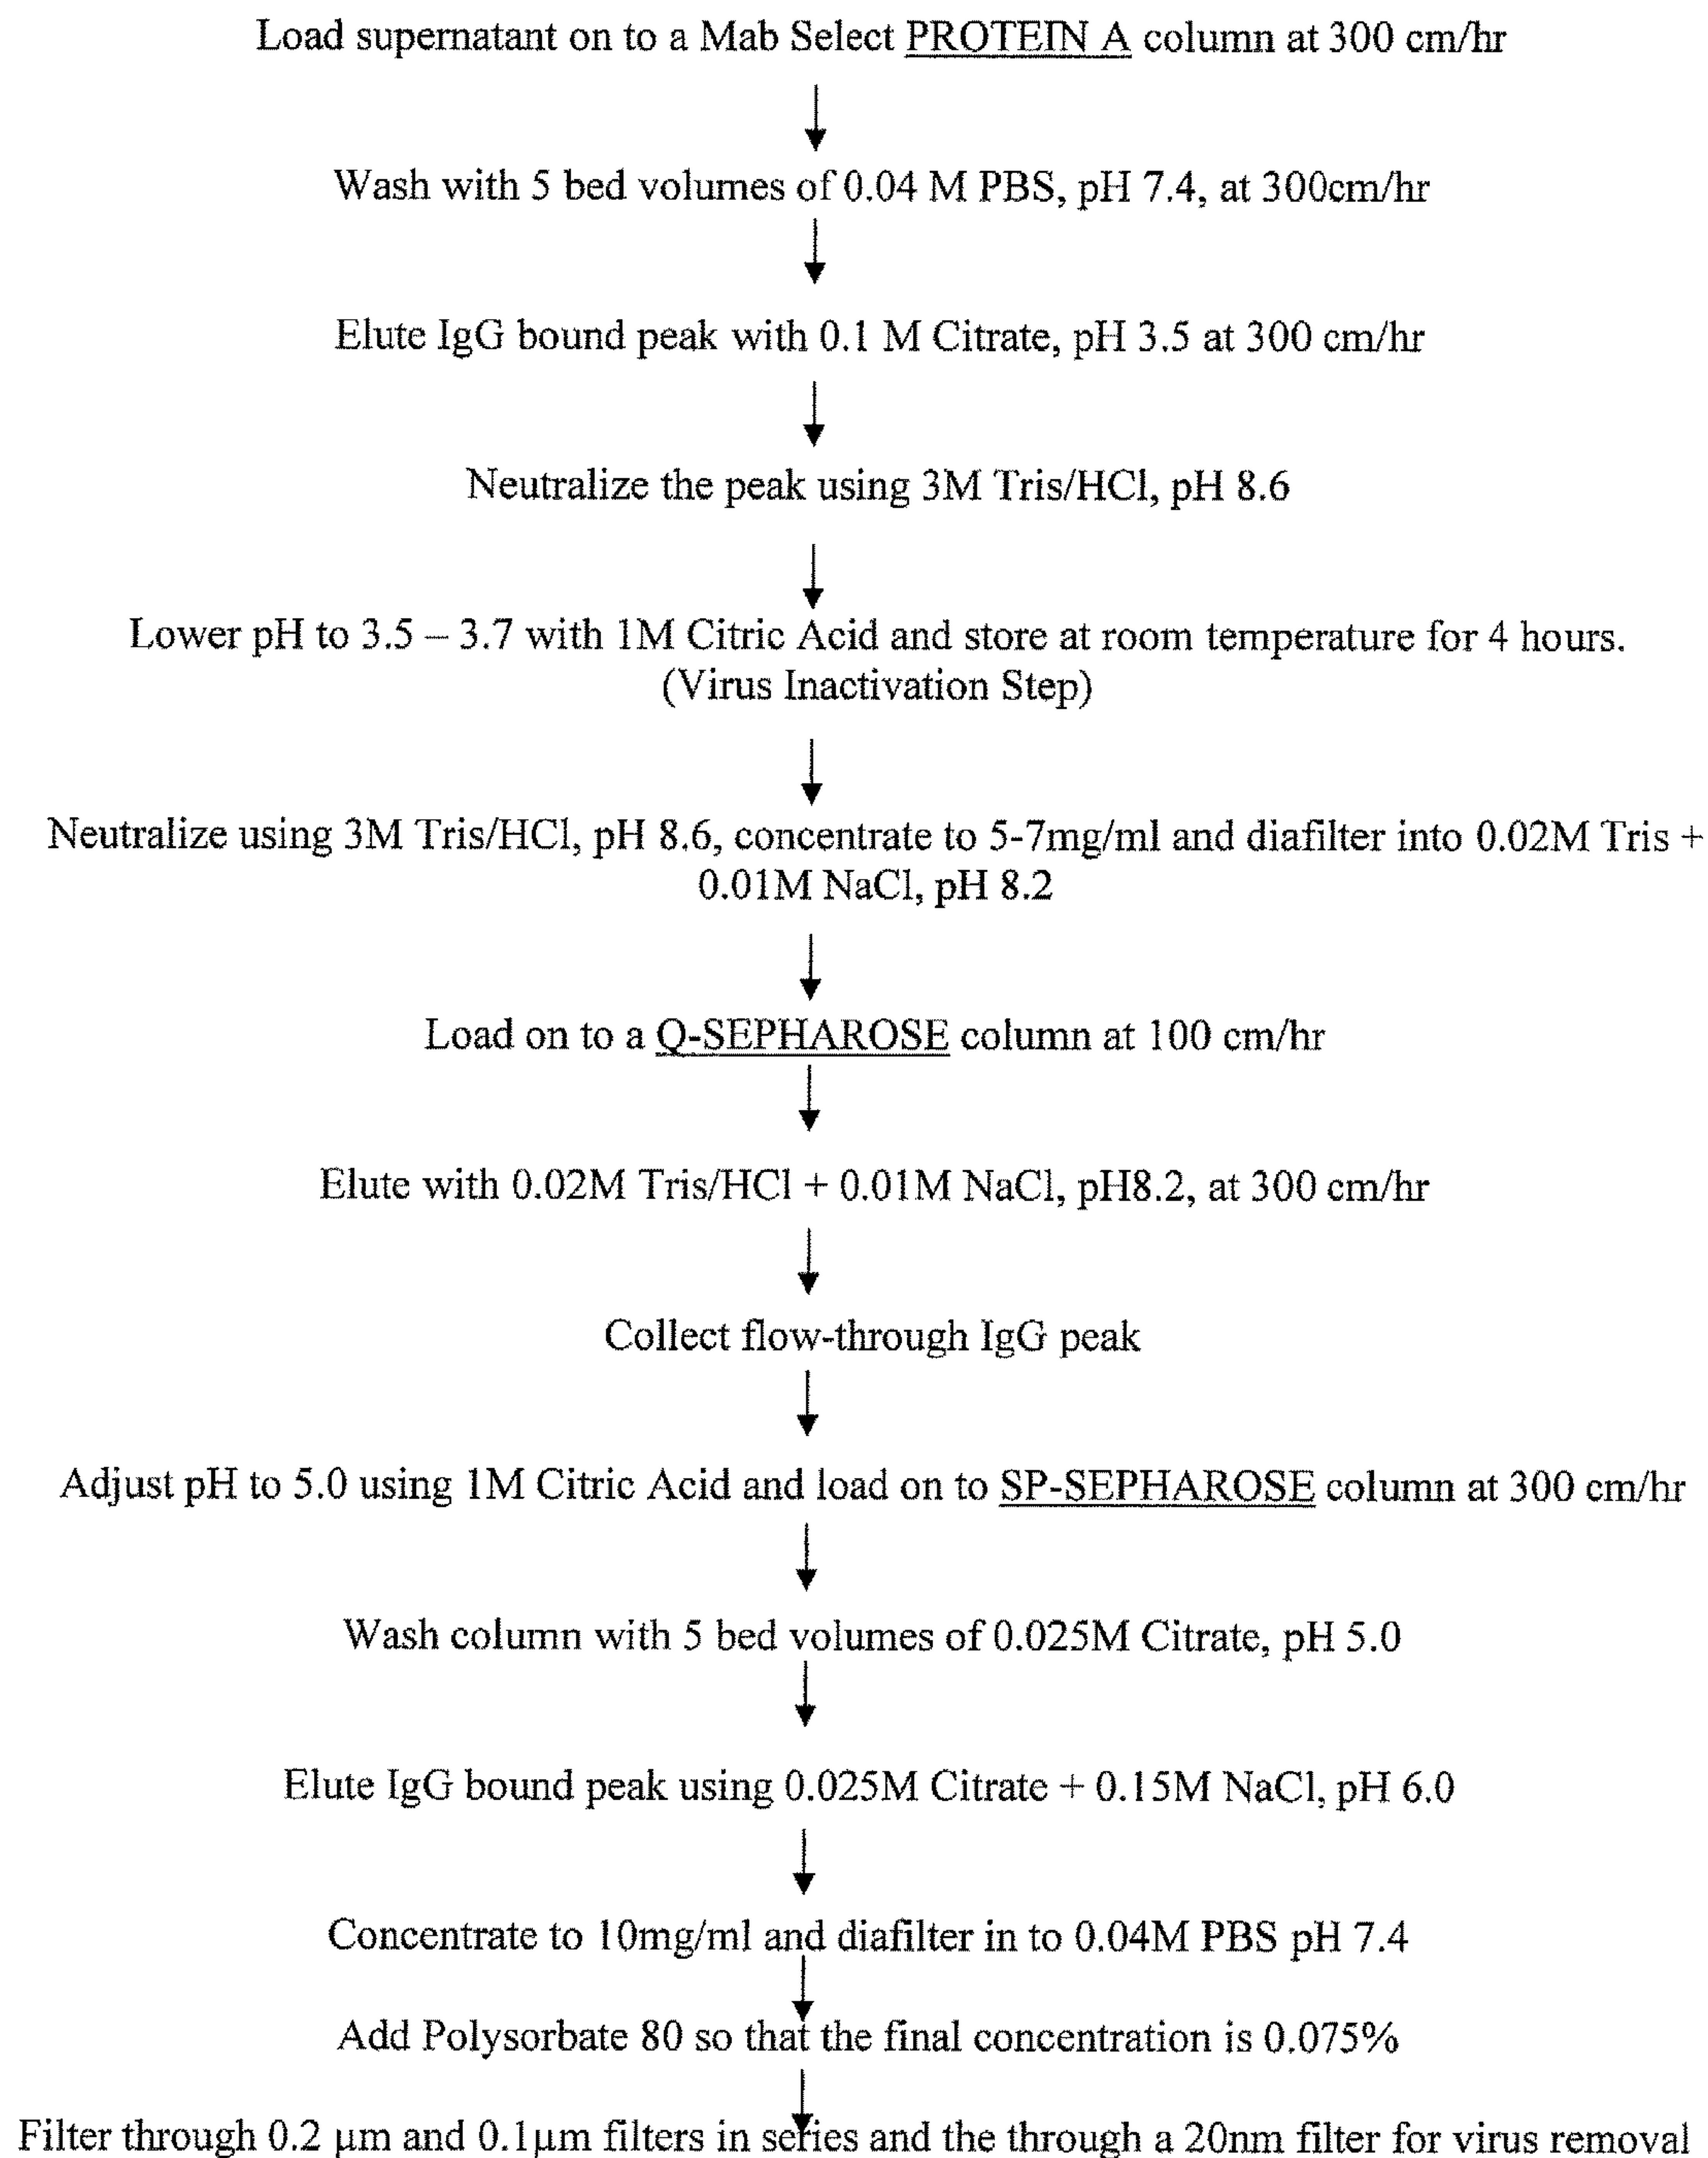 Load supernatant on to a Mab Select PROTEIN A column at 300 cm/hr
Wash with 5 bed volumes of 0.04 M PBS, pH 7.4, at 300cm/hr
Elute IgG bound peak with 0.1 M Citrate, pH 3.5 at 300 cm/hr
Neutralize the peak using 3M Tris/HCl, pH 8.6
Lower pH to 3.5 – 3.7 with 1M Citric Acid and store at room temperature for 4 hours.
(Virus Inactivation Step)
Neutralize using 3M Tris/HCl, pH 8.6, concentrate to 5-7mg/ml and diafilter into 0.02M Tris +
0.01M NaCl, pH 8.2
Load on to a Q-SEPHAROSE column at 100 cm/hr
Elute with 0.02M Tris/HCl + 0.01M NaCl, pH8.2, at 300 cm/hr
Collect flow-through IgG peak
Adjust pH to 5.0 using 1M Citric Acid and load on to SP-SEPHAROSE column at 300 cm/hr
Wash column with 5 bed volumes of 0.025M Citrate, pH 5.0
Elute IgG bound peak using 0.025M Citrate + 0.15M NaCl, pH 6.0
Concentrate to 10mg/ml and diafilter in to 0.04M PBS pH 7.4
Add Polysorbate 80 so that the final concentration is 0.075%
Filter through 0.2 µm and 0.1µm filters in series and the through a 20nm filter for virus removal